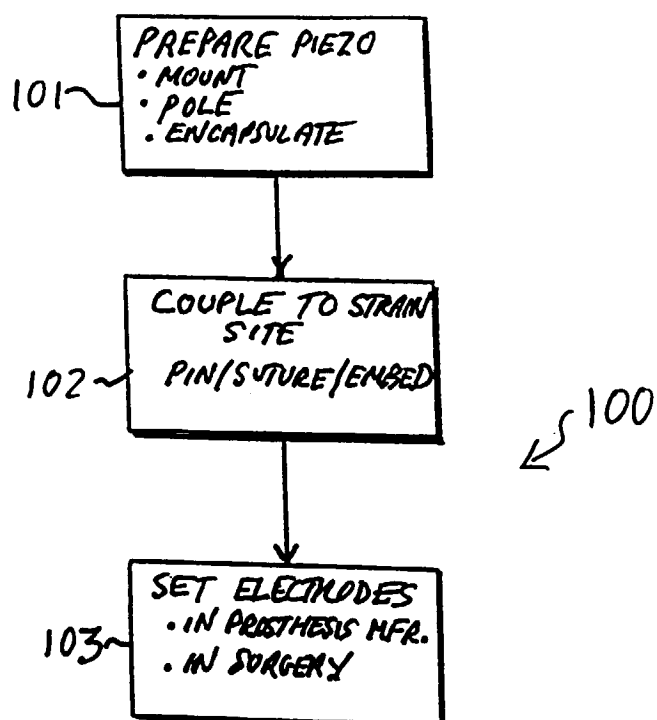 PREPARE PIEZO
• MOUNT
• POLE
• ENCAPSULATE
101
COUPLE TO STRAIN
SITE
PIN/SUTURE/EMBED
102
100
SET ELECTRODES
• IN PROSTHESIS MFR.
• IN SURGERY
103